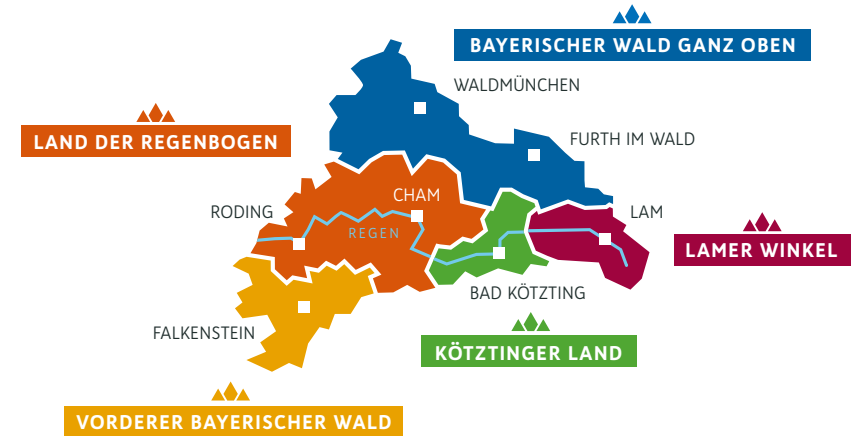 BAYERISCHER WALD GANZ OBEN
WALDMÜNCHEN
LAND DER REGENBOGEN
FURTH IM WALD
CHAM
RODING
LAM
REGEN
LAMER WINKEL
BAD KÖTZTING
FALKENSTEIN
KÖTZTINGER LAND
VORDERER BAYERISCHER WALD